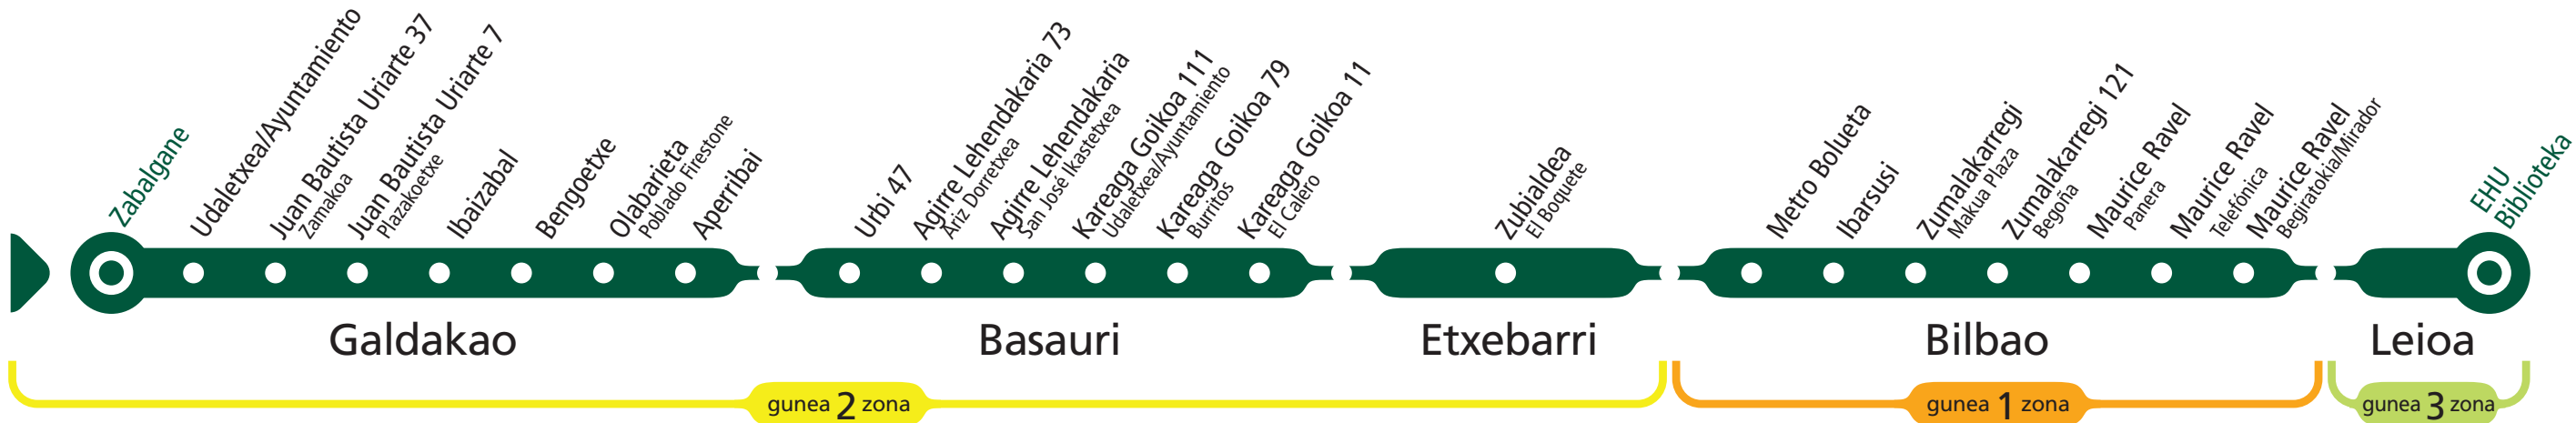 Zabalgane
Udaletxea/Ayuntamiento
Juan Bautista Uriarte 37
Zamakoa
Juan Bautista Uriarte 7
Plazakoetxe
Ibaizabal
Bengoetxe
Olabarieta
Poblado Firestone
Aperribai
Urbi 47
Agirre Lehendakaria 73
Ariz Dorretxea
Agirre Lehendakaria
San José Ikastetxea
Kareaga Goikoa 111
Udaletxea/Ayuntamiento
Kareaga Goikoa 79
Burritos
Kareaga Goikoa 11
El Calero
Zubialdea
El Boquete
Metro Bolueta
Ibarsusi
Zumalakarregi
Makua Plaza
Zumalakarregi 121
Begoña
Maurice Ravel
Panera
Maurice Ravel
Telefónica
Maurice Ravel
Begiratokia/Mirador
EHU
Biblioteka
Galdakao
Basauri
Etxebarri
Bilbao
Leioa
gunea 2 zona
gunea 1 zona
gunea 3 zona